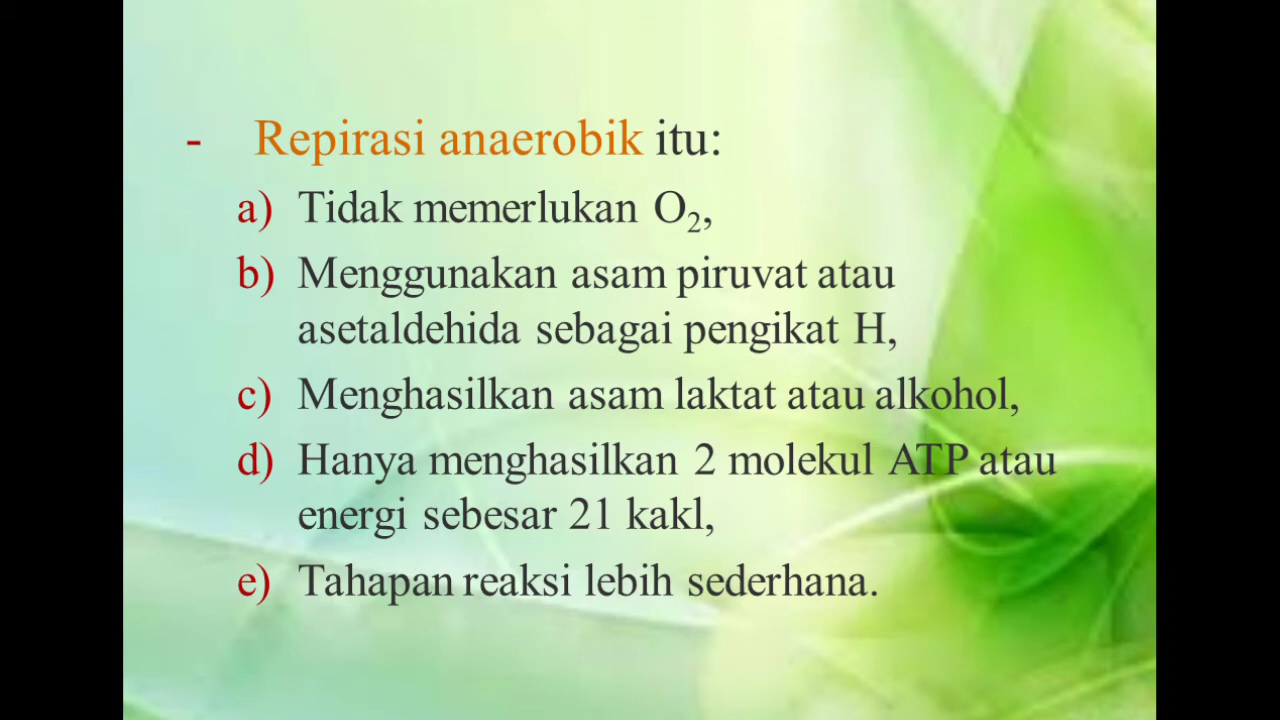 - Repirasi anaerobik itu:
a) Tidak memerlukan O₂,
b) Menggunakan asam piruvat atau
asetaldehida sebagai pengikat H,
c) Menghasilkan asam laktat atau alkohol,
d) Hanya menghasilkan 2 molekul ATP atau
energi sebesar 21 kakl,
e) Tahapan reaksi lebih sederhana.